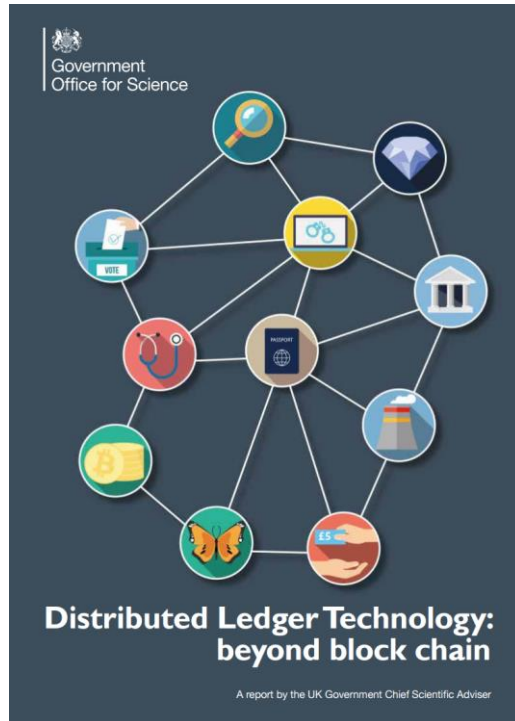 Government
Office for Science
VOTE
PASSPORT
£5
Distributed Ledger Technology:
beyond block chain
A report by the UK Government Chief Scientific Adviser